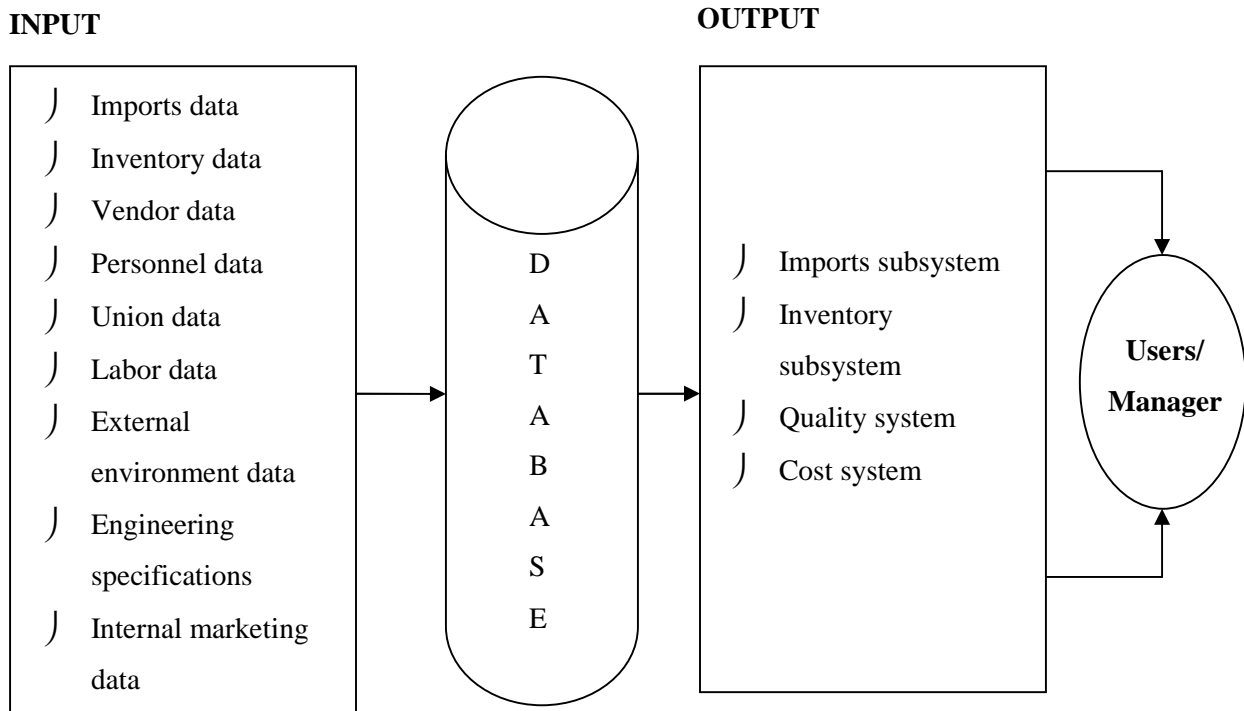 INPUT
OUTPUT
Imports data
Inventory data
Vendor data
Personnel data
Union data
Labor data
External
environment data
Engineering
specifications
Internal marketing
data
D
A
T
A
B
A
S
E
Imports subsystem
Inventory
subsystem
Quality system
Cost system
Users/
Manager